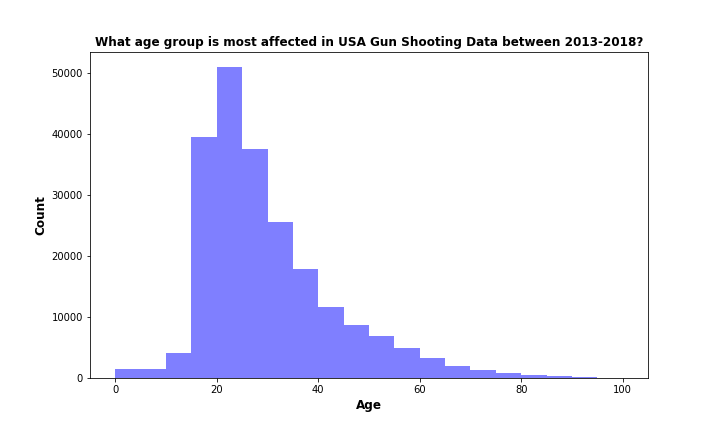 What age group is most affected in USA Gun Shooting Data between 2013-2018?
50000
40000
30000
20000
10000
0
Count
0 20 40 60 80 100
Age